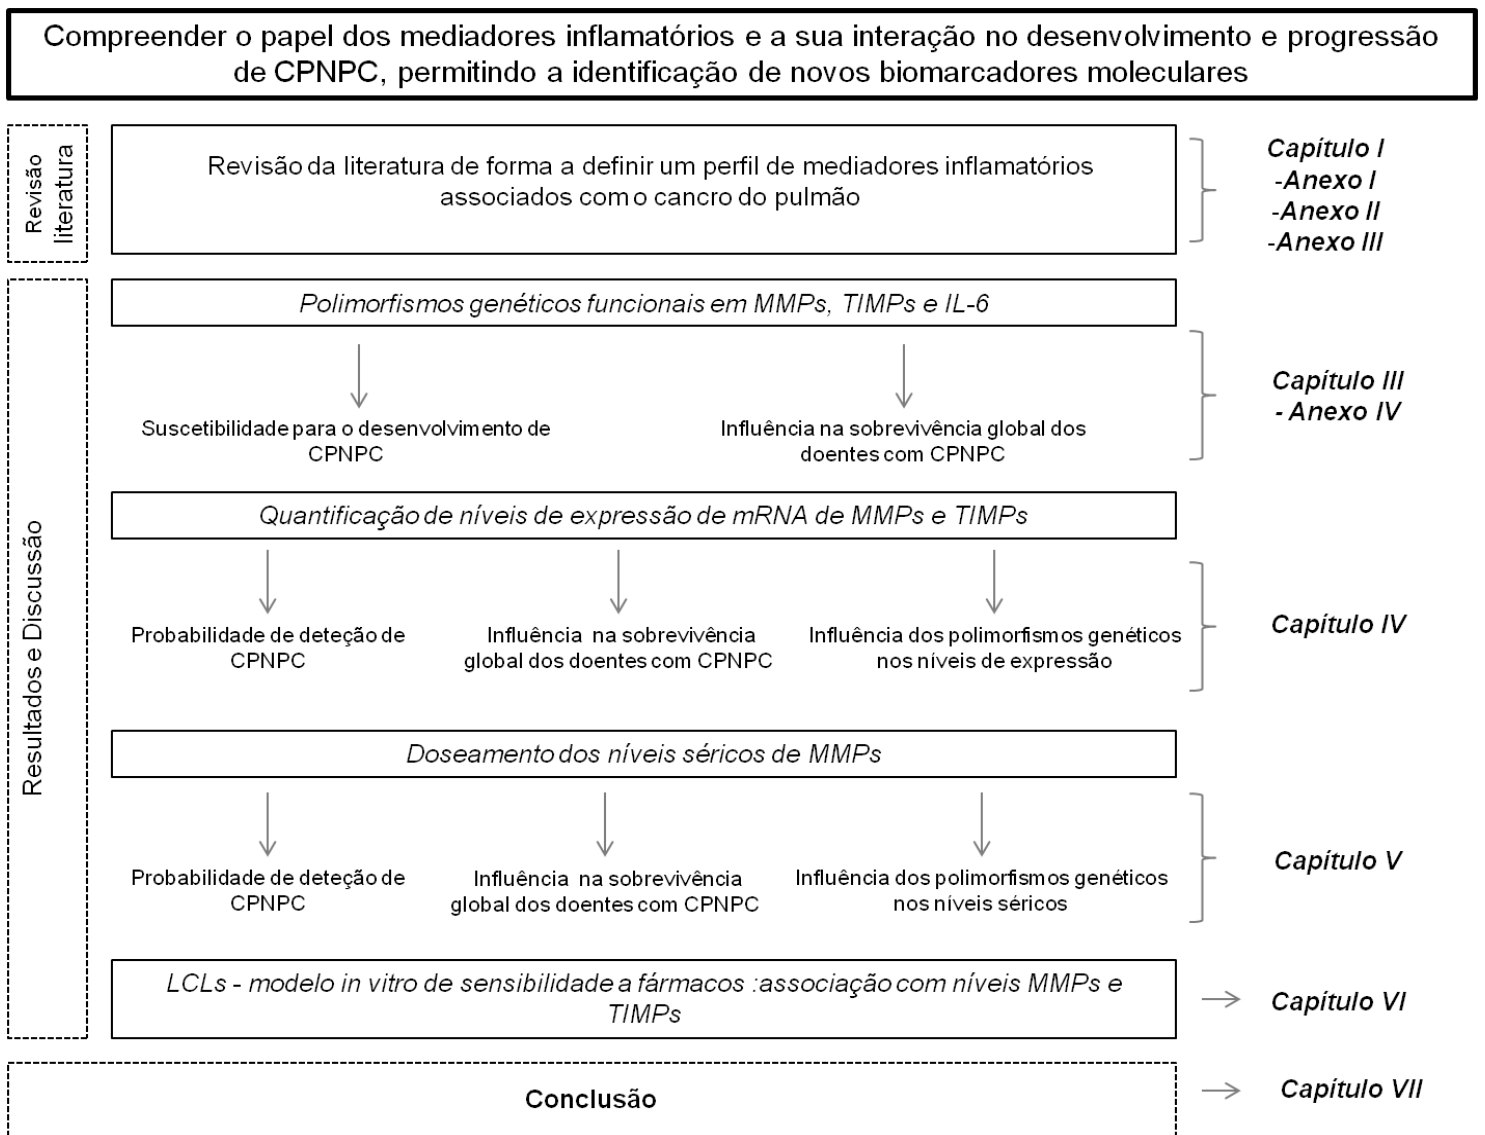 Compreender o papel dos mediadores inflamatórios e a sua interação no desenvolvimento e progressão
de CPNPC, permitindo a identificação de novos biomarcadores moleculares
Revisão
literatura
Revisão da literatura de forma a definir um perfil de mediadores inflamatórios
associados com o cancro do pulmão
Capítulo I
-Anexo I
-Anexo II
-Anexo III
Resultados e Discussão
Polimorfismos genéticos funcionais em MMPs, TIMPs e IL-6
Suscetibilidade para o desenvolvimento de
CPNPC
Influência na sobrevivência global dos
doentes com CPNPC
Capítulo III
- Anexo IV
Quantificação de níveis de expressão de mRNA de MMPs e TIMPs
Probabilidade de deteção de
CPNPC
Influência na sobrevivência
global dos doentes com CPNPC
Influência dos polimorfismos genéticos
nos níveis de expressão
Capítulo IV
Doseamento dos níveis séricos de MMPs
Probabilidade de deteção de
CPNPC
Influência na sobrevivência
global dos doentes com CPNPC
Influência dos polimorfismos genéticos
nos níveis séricos
Capítulo V
LCLs - modelo in vitro de sensibilidade a fármacos :associação com níveis MMPs e
TIMPs
Capítulo VI
Conclusão
Capítulo VII